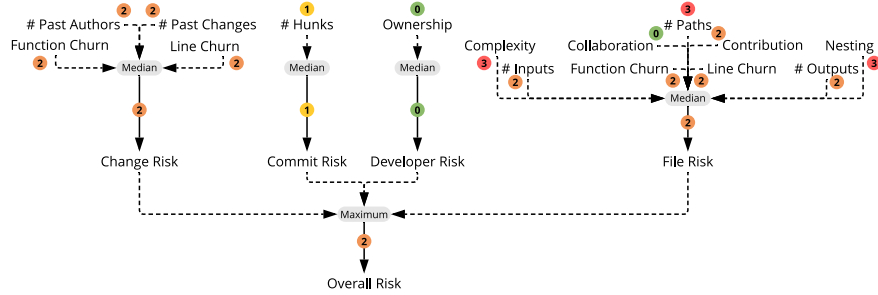 2 2 1 0 3
# Past Authors # Past Changes # Hunks Ownership # Paths
0 2
Function Churn Line Churn Complexity Collaboration Contribution Nesting
2 2 3 3
Median Median Median # Inputs Function Churn Line Churn # Outputs
2 2 2 2
Median
2 1 0 2
Change Risk Commit Risk Developer Risk File Risk
Maximum
2
Overall Risk